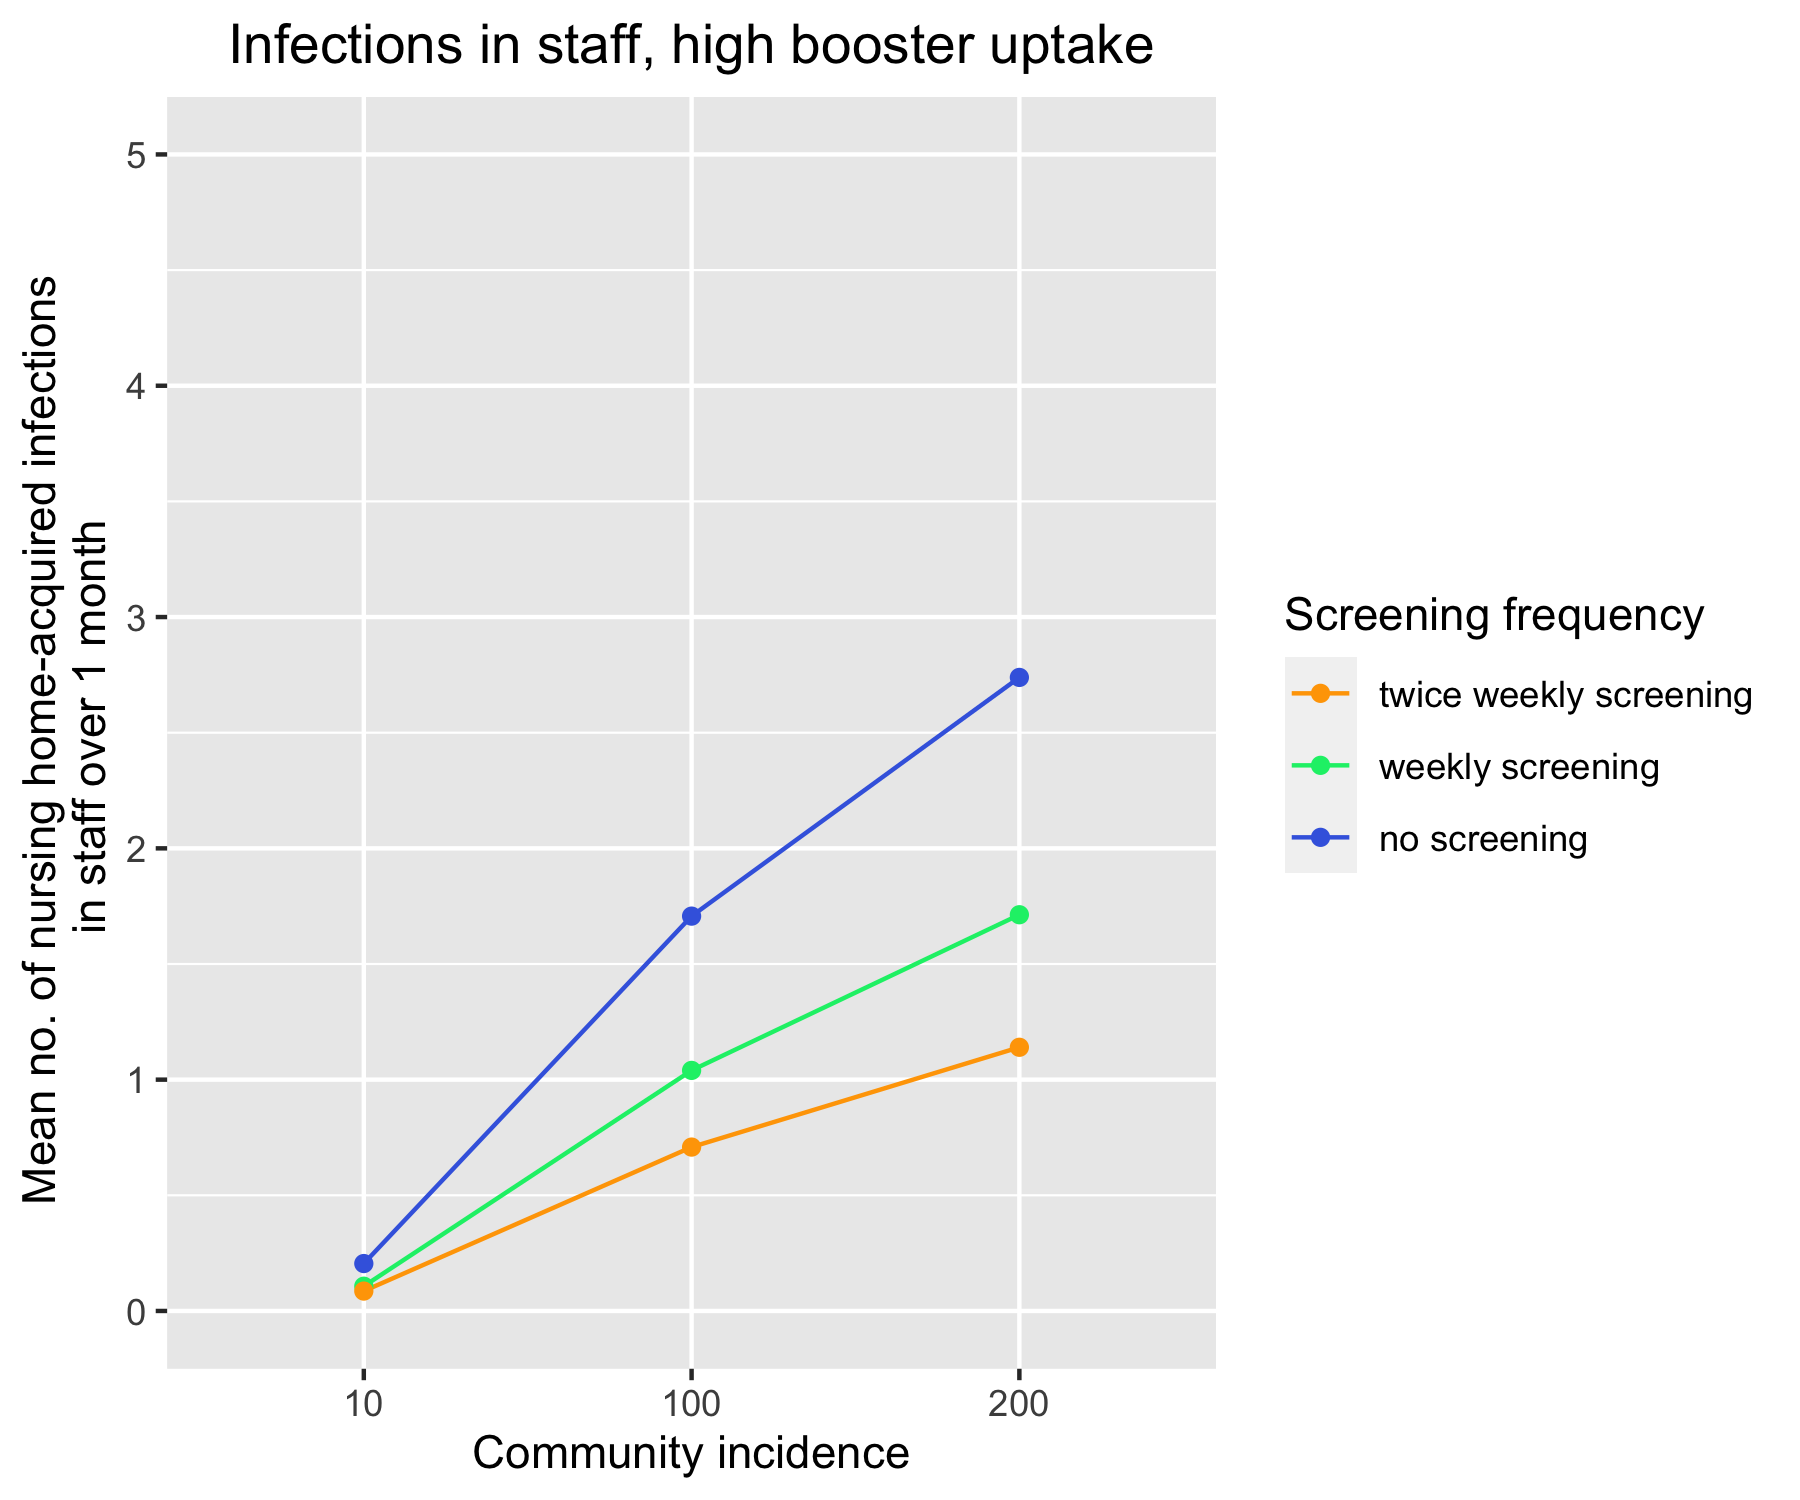 Infections in staff, high booster uptake
Mean no. of nursing home-acquired infections
in staff over 1 month
5
4
3
2
1
0
10 100 200
Community incidence
Screening frequency
twice weekly screening
weekly screening
no screening